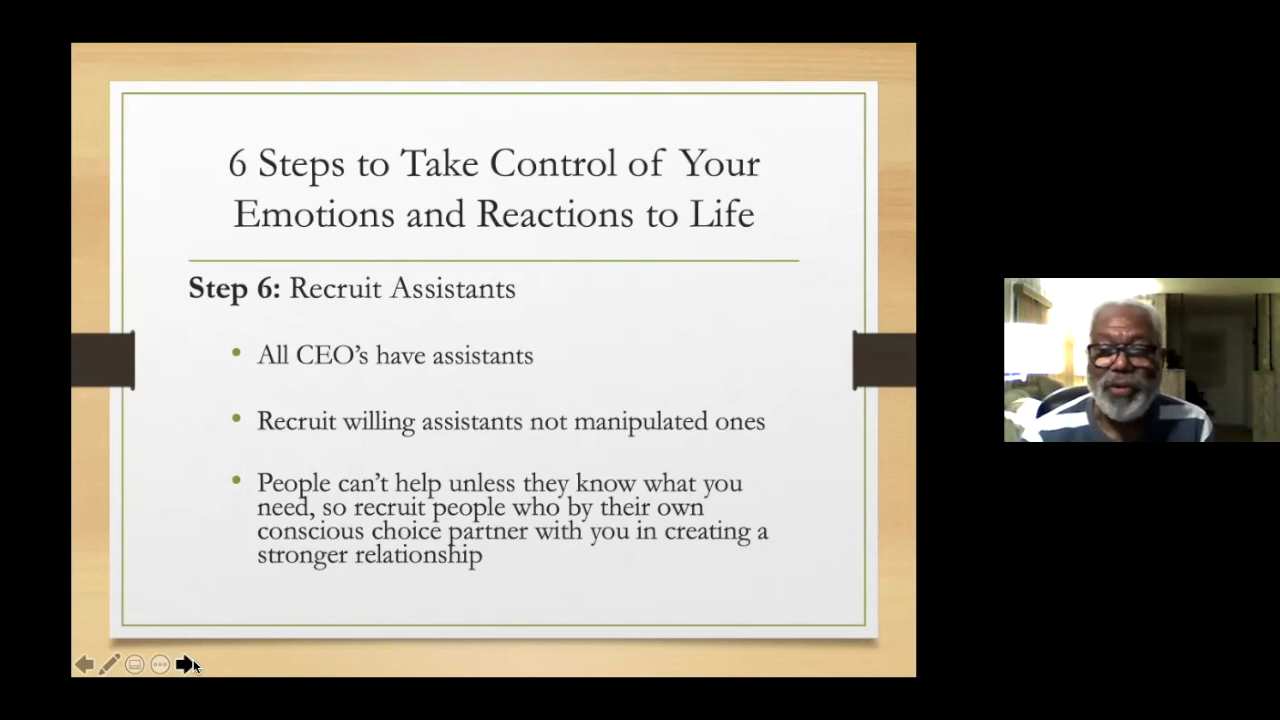 6 Steps to Take Control of Your
Emotions and Reactions to Life
Step 6: Recruit Assistants
• All CEO’s have assistants
• Recruit willing assistants not manipulated ones
• People can’t help unless they know what you
need, so recruit people who by their own
conscious choice partner with you in creating a
stronger relationship